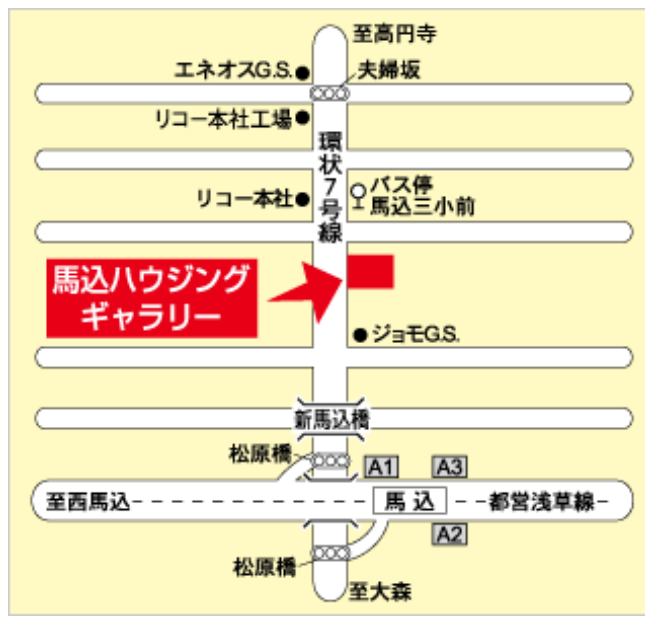 至高円寺
エネオスG.S.
夫婦坂
リコー本社工場
環状7号線
リコー本社
バス停
馬込三小前
馬込ハウジング
ギャラリー
ジョモG.S.
新馬込橋
松原橋
A1
A3
至西馬込
馬込
都営浅草線
A2
松原橋
至大森